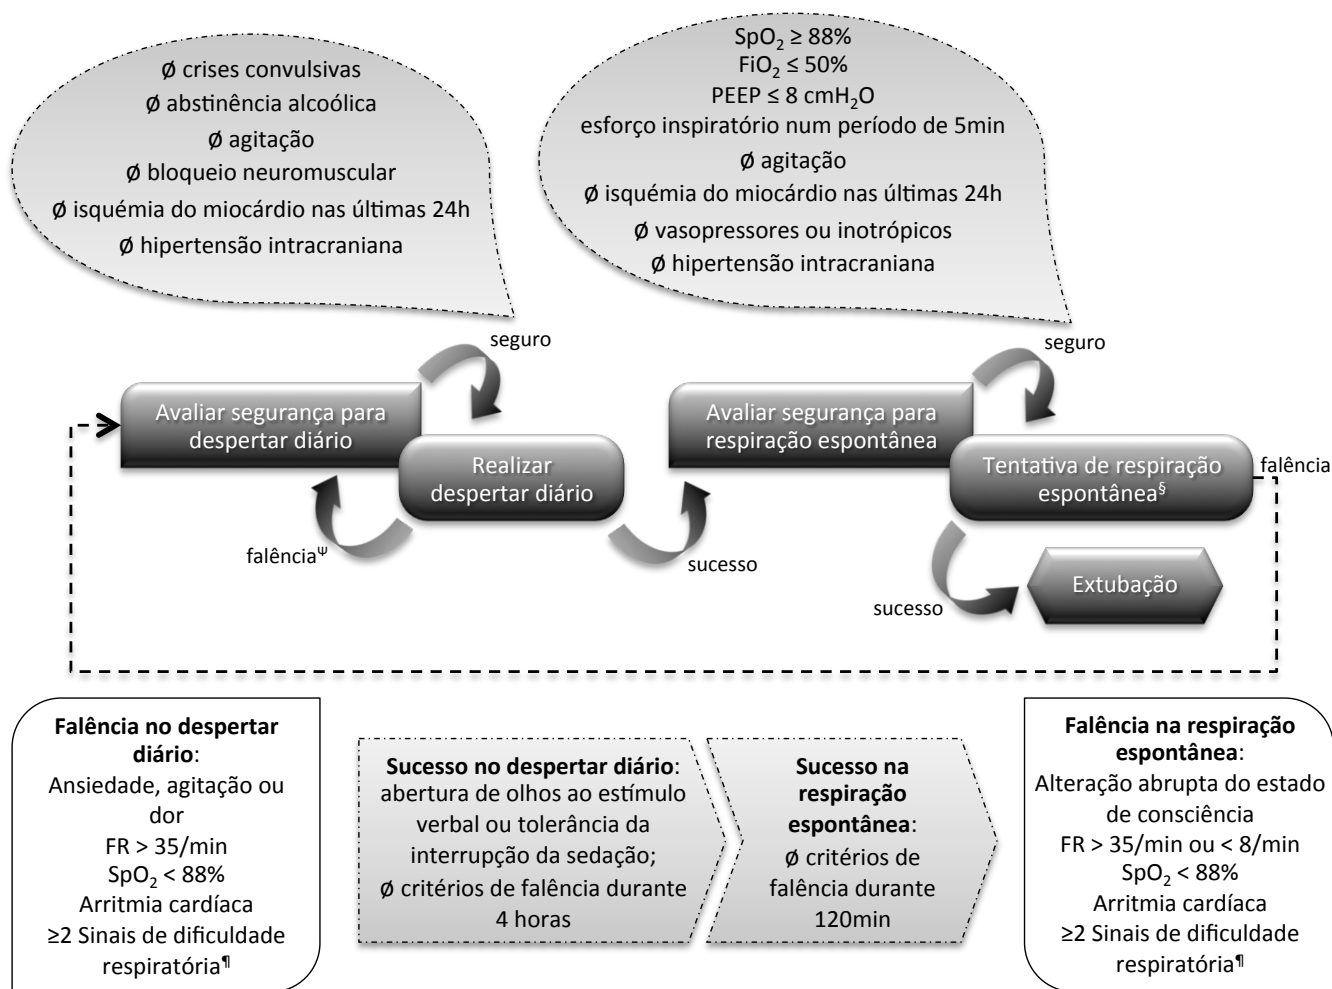 Ø crises convulsivas
Ø abstinência alcoólica
Ø agitação
Ø bloqueio neuromuscular
Ø isquémia do miocárdio nas últimas 24h
Ø hipertensão intracraniana
SpO₂ ≥ 88%
FiO₂ ≤ 50%
PEEP ≤ 8 cmH₂O
esforço inspiratório num período de 5min
Ø agitação
Ø isquémia do miocárdio nas últimas 24h
Ø vasopressores ou inotrópicos
Ø hipertensão intracraniana
seguro
seguro
Avaliar segurança para
despertar diário
Realizar
despertar diário
falênciaᴪ
sucesso
Avaliar segurança para
respiração espontânea
Tentativa de respiração
espontânea§
falência
sucesso
Extubação
Falência no despertar
diário:
Ansiedade, agitação ou
dor
FR > 35/min
SpO₂ < 88%
Arritmia cardíaca
≥2 Sinais de dificuldade
respiratória¶
Sucesso no despertar diário:
abertura de olhos ao estímulo
verbal ou tolerância da
interrupção da sedação;
Ø critérios de falência durante
4 horas
Sucesso na
respiração
espontânea:
Ø critérios de
falência durante
120min
Falência na respiração
espontânea:
Alteração abrupta do estado
de consciência
FR > 35/min ou < 8/min
SpO₂ < 88%
Arritmia cardíaca
≥2 Sinais de dificuldade
respiratória¶